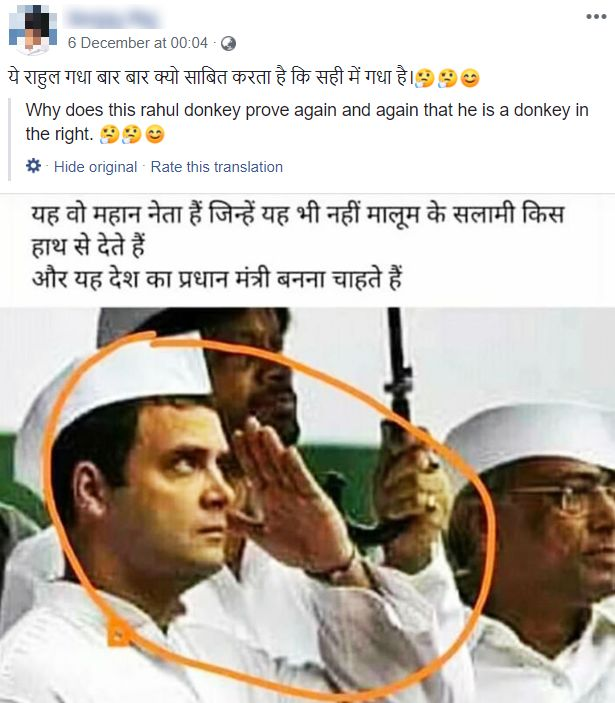 6 December at 00:04 ·
ये राहुल गधा बार बार क्यो साबित करता है कि सही में गधा है।🤔🤔😊
Why does this rahul donkey prove again and again that he is a donkey in
the right. 🤔🤔😊
· Hide original · Rate this translation
यह वो महान नेता हैं जिन्हें यह भी नहीं मालूम के सलामी किस
हाथ से देते हैं
और यह देश का प्रधान मंत्री बनना चाहते हैं